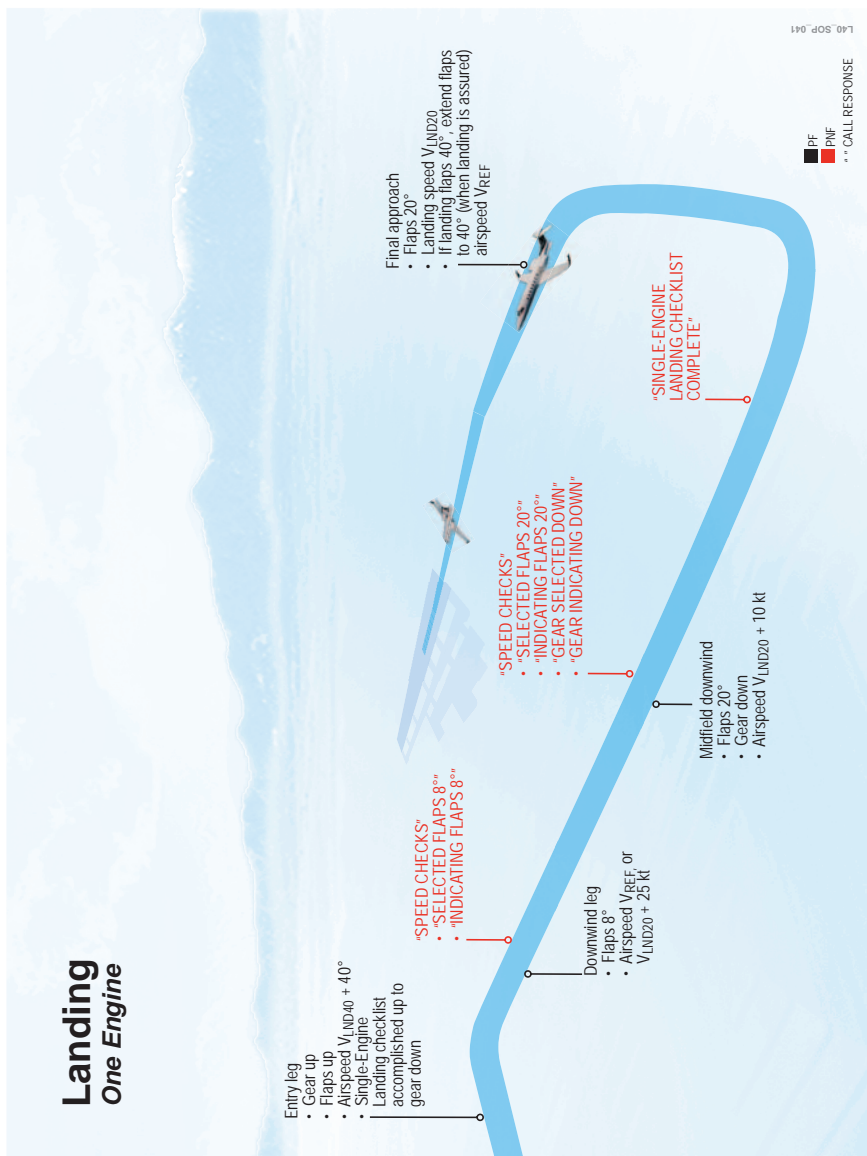 Landing
One Engine
Entry leg
• Gear up
• Flaps up
• Airspeed VLND40 + 40°
• Single-Engine
Landing checklist
accomplished up to
gear down
"SPEED CHECKS"
• "SELECTED FLAPS 8°"
• "INDICATING FLAPS 8°"
Downwind leg
• Flaps 8°
• Airspeed VREF, or
VLND20 + 25 kt
"SPEED CHECKS"
• "SELECTED FLAPS 20°"
• "INDICATING FLAPS 20°"
• "GEAR SELECTED DOWN"
• "GEAR INDICATING DOWN"
Midfield downwind
• Flaps 20°
• Gear down
• Airspeed VLND20 + 10 kt
"SINGLE-ENGINE
LANDING CHECKLIST
COMPLETE"
Final approach
• Flaps 20°
• Landing speed VLND20
• If landing flaps 40°, extend flaps
to 40° (when landing is assured)
airspeed VREF
PF
PNF
" " CALL RESPONSE
L40_SOP_041